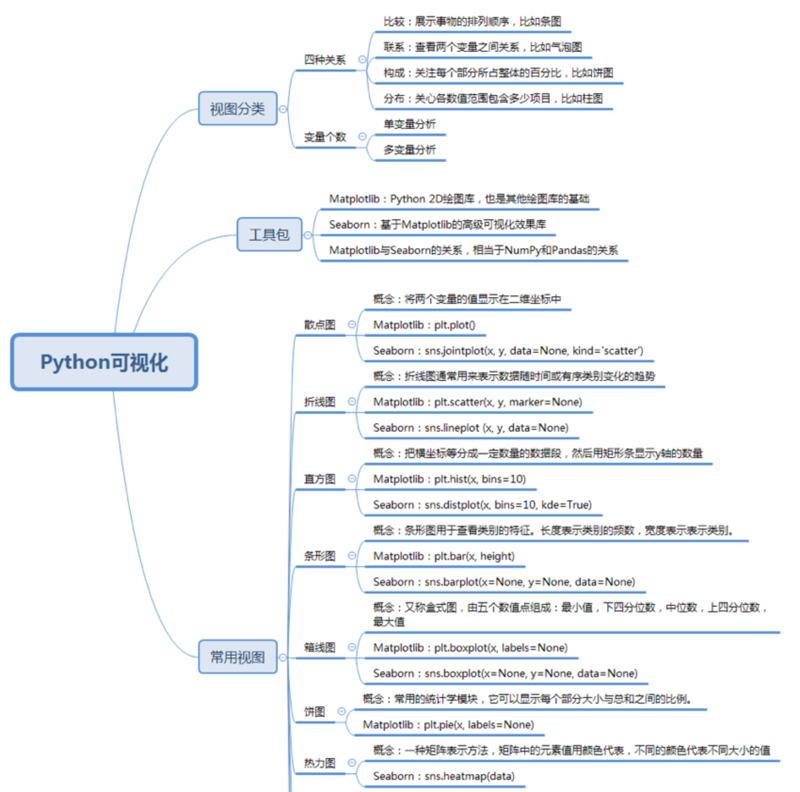 比较：展示事物的排列顺序，比如条图
联系：查看两个变量之间关系，比如气泡图
四种关系
构成：关注每个部分所占整体的百分比，比如饼图
分布：关心各数值范围包含多少项目，比如柱图
视图分类
单变量分析
变量个数
多变量分析
Matplotlib：Python 2D绘图库，也是其他绘图库的基础
Seaborn：基于Matplotlib的高级可视化效果库
工具包
Matplotlib与Seaborn的关系，相当于NumPy和Pandas的关系
概念：将两个变量的值显示在二维坐标中
散点图
Matplotlib：plt.plot()
Seaborn：sns.jointplot(x, y, data=None, kind='scatter')
Python可视化
概念：折线图通常用来表示数据随时间或有序类别变化的趋势
折线图
Matplotlib：plt.scatter(x, y, marker=None)
Seaborn：sns.lineplot (x, y, data=None)
概念：把横坐标等分成一定数量的数据段，然后用矩形条显示y轴的数量
直方图
Matplotlib：plt.hist(x, bins=10)
Seaborn：sns.distplot(x, bins=10, kde=True)
概念：条形图用于查看类别的特征。长度表示类别的频数，宽度表示表示类别。
条形图
Matplotlib：plt.bar(x, height)
Seaborn：sns.barplot(x=None, y=None, data=None)
概念：又称盒式图，由五个数值点组成：最小值，下四分位数，中位数，上四分位数，
最大值
箱线图
Matplotlib：plt.boxplot(x, labels=None)
常用视图
Seaborn：sns.boxplot(x=None, y=None, data=None)
概念：常用的统计学模块，它可以显示每个部分大小与总和之间的比例。
饼图
Matplotlib：plt.pie(x, labels=None)
概念：一种矩阵表示方法，矩阵中的元素值用颜色代表，不同的颜色代表不同大小的值
热力图
Seaborn：sns.heatmap(data)